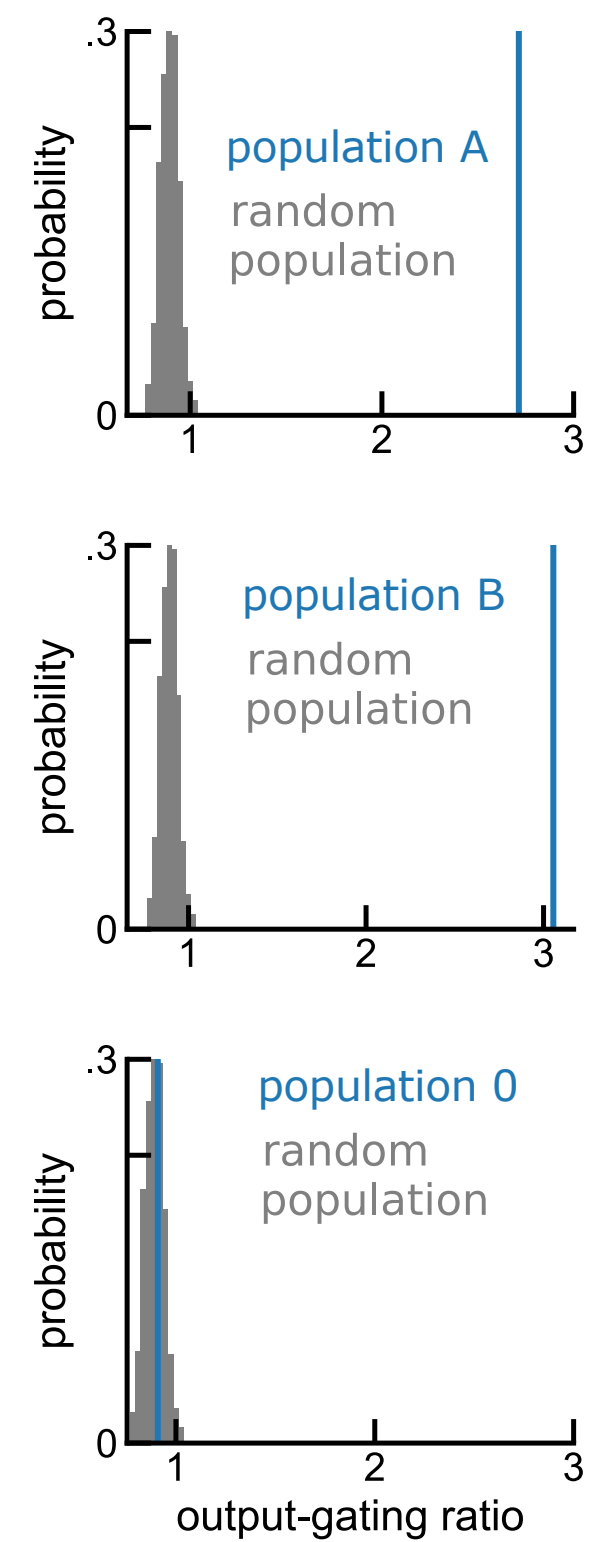 .3
probability
population A
random
population
0
1 2 3
.3
probability
population B
random
population
0
1 2 3
.3
probability
population 0
random
population
0
1 2 3
output-gating ratio